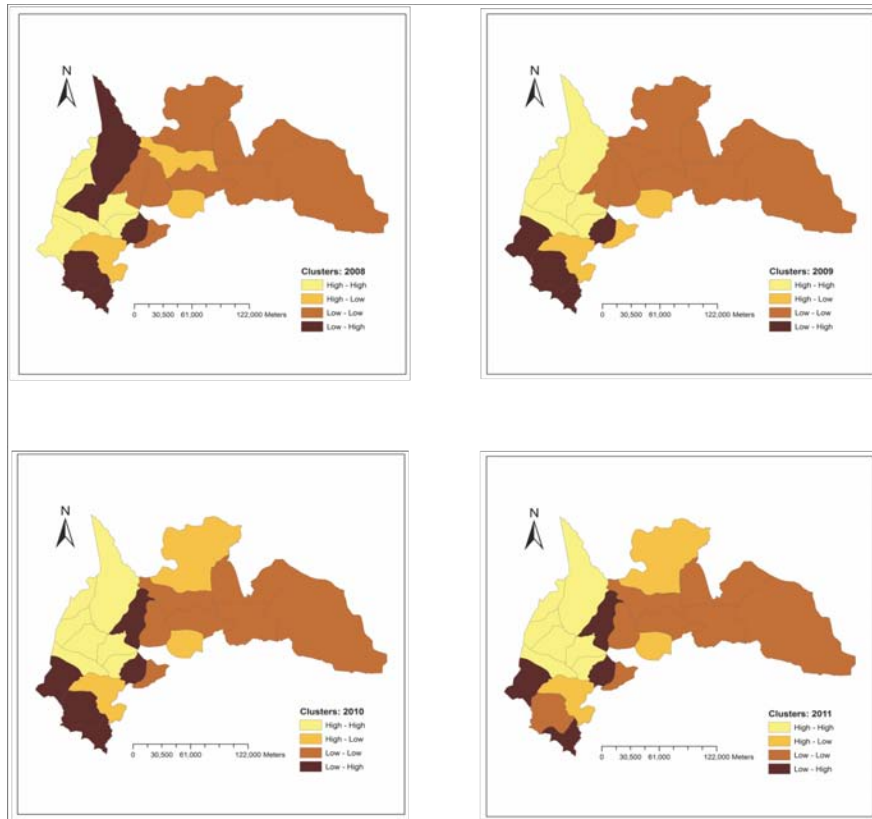 N
Clusters: 2008
High - High
High - Low
Low - Low
Low - High
0 30,500 61,000 122,000 Meters
N
Clusters: 2009
High - High
High - Low
Low - Low
Low - High
0 30,500 61,000 122,000 Meters
N
Clusters: 2010
High - High
High - Low
Low - Low
Low - High
0 30,500 61,000 122,000 Meters
N
Clusters: 2011
High - High
High - Low
Low - Low
Low - High
0 30,500 61,000 122,000 Meters